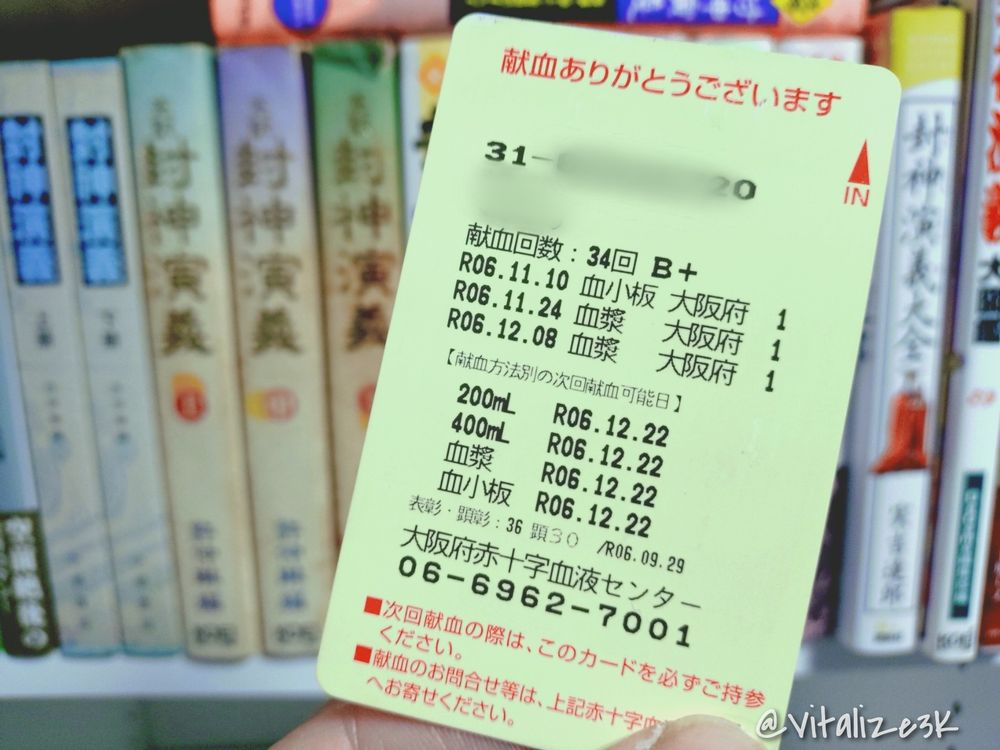 献血ありがとうございます
31-
20
IN
献血回数：34回 B+
R06.11.10 血小板 大阪府 1
R06.11.24 血漿 大阪府 1
R06.12.08 血漿 大阪府 1
【献血方法別の次回献血可能日】
200mL R06.12.22
400mL R06.12.22
血漿 R06.12.22
血小板 R06.12.22
表彰・顕彰：36 顕30 /R06.09.29
大阪府赤十字血液センター
06-6962-7001
■次回献血の際は、このカードを必ずご持参
ください。
■献血のお問合せ等は、上記赤十字血
へお寄せください。
@vitalize3k
封神演義
封神演義
封神演義
封神演義
封神演義
封神演義大全